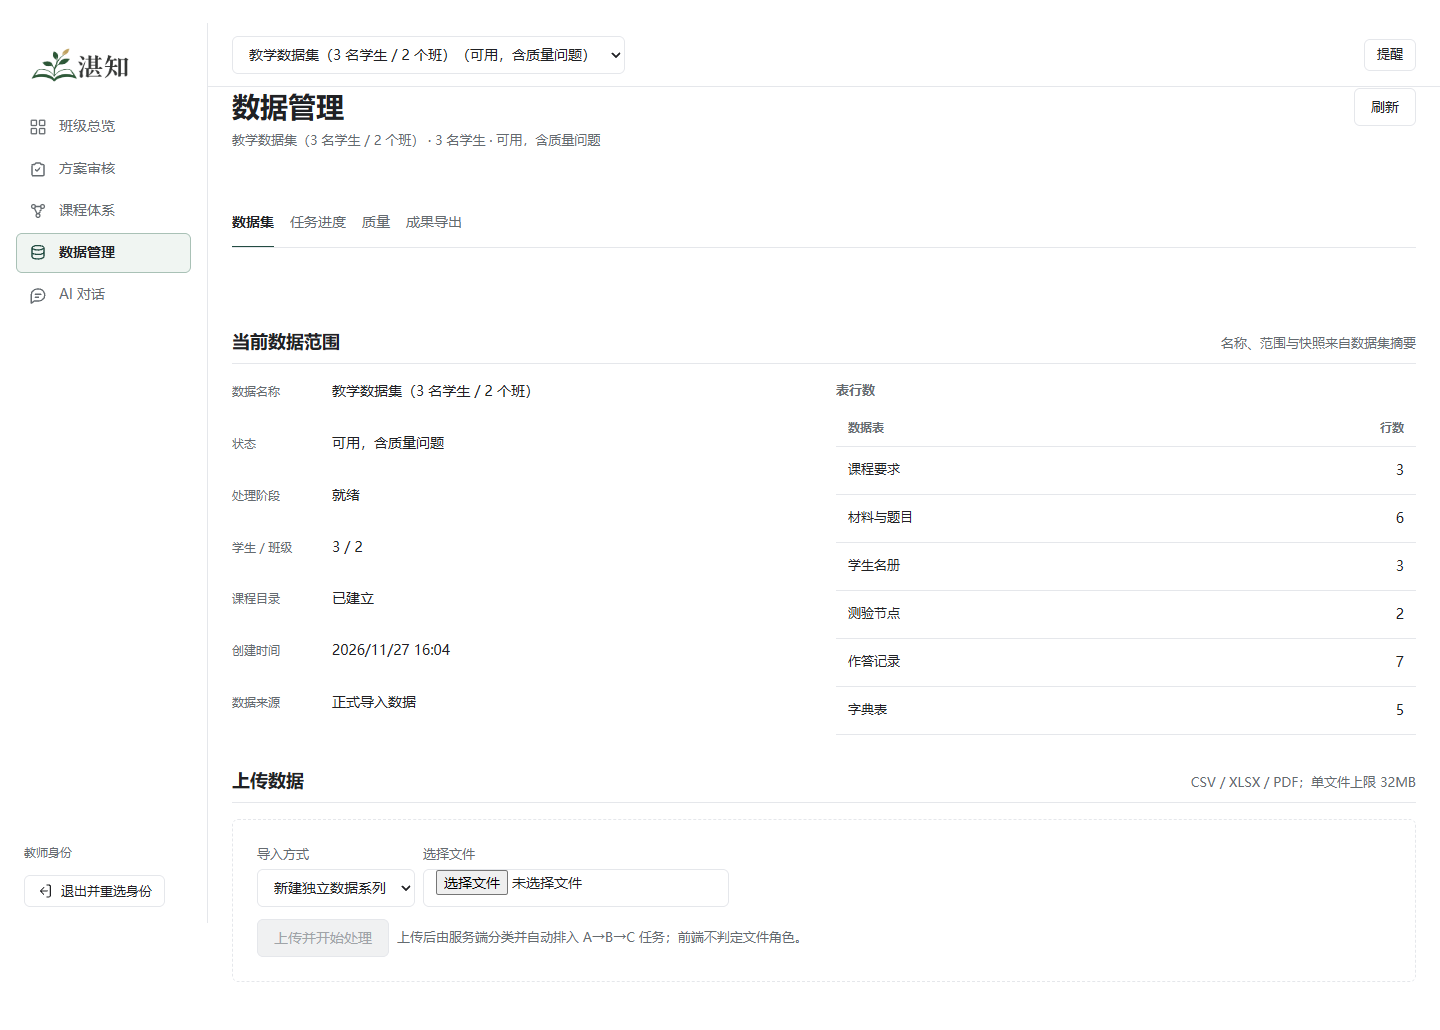 湛知
班级总览
方案审核
课程体系
数据管理
AI 对话
教师身份
退出并重选身份
教学数据集（3 名学生 / 2 个班）（可用，含质量问题）
提醒
数据管理
刷新
教学数据集（3 名学生 / 2 个班） · 3 名学生 · 可用，含质量问题
数据集 任务进度 质量 成果导出
当前数据范围
名称、范围与快照来自数据集摘要
数据名称 教学数据集（3 名学生 / 2 个班）
状态 可用，含质量问题
处理阶段 就绪
学生 / 班级 3 / 2
课程目录 已建立
创建时间 2026/11/27 16:04
数据来源 正式导入数据
表行数
数据表 行数
课程要求 3
材料与题目 6
学生名册 3
测验节点 2
作答记录 7
字典表 5
上传数据
CSV / XLSX / PDF；单文件上限 32MB
导入方式 选择文件
新建独立数据系列 选择文件 未选择文件
上传并开始处理 上传后由服务端分类并自动排入 A→B→C 任务；前端不判定文件角色。